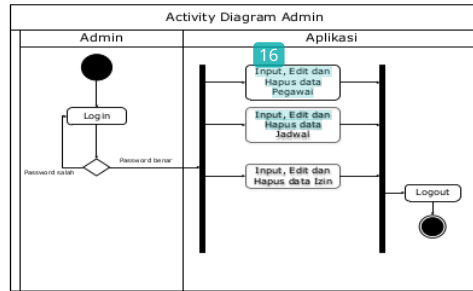 Activity Diagram Admin
Admin
Aplikasi
16
Input, Edit dan
Hapus data
Pegawai
Login
Input, Edit dan
Hapus data
Jadwal
Password benar
Password salah
Input, Edit dan
Hapus data Izin
Logout